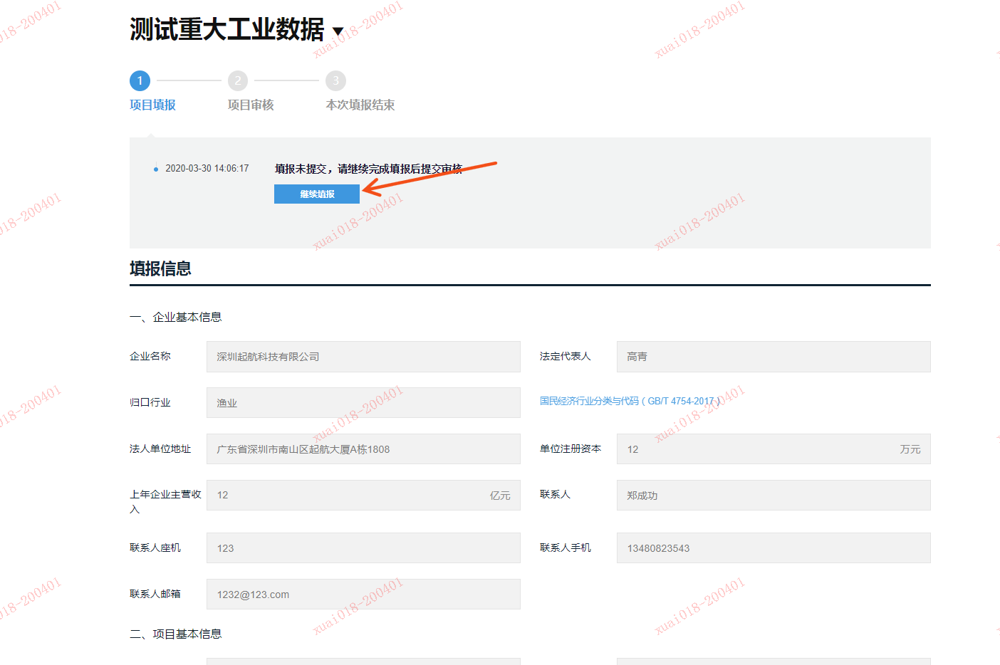 测试重大工业数据
1 2 3
项目填报 项目审核 本次填报结束
2020-03-30 14:06:17 填报未提交，请继续完成填报后提交审核
继续填报
填报信息
一、企业基本信息
企业名称 深圳起航科技有限公司 法定代表人 高青
归口行业 渔业 国民经济行业分类与代码（GB/T 4754-2017）
法人单位地址 广东省深圳市南山区起航大厦A栋1808 单位注册资本 12 万元
上年企业主营收入 12 亿元 联系人 郑成功
联系人座机 123 联系人手机 13480823543
联系人邮箱 1232@123.com
二、项目基本信息
xuai018-200401